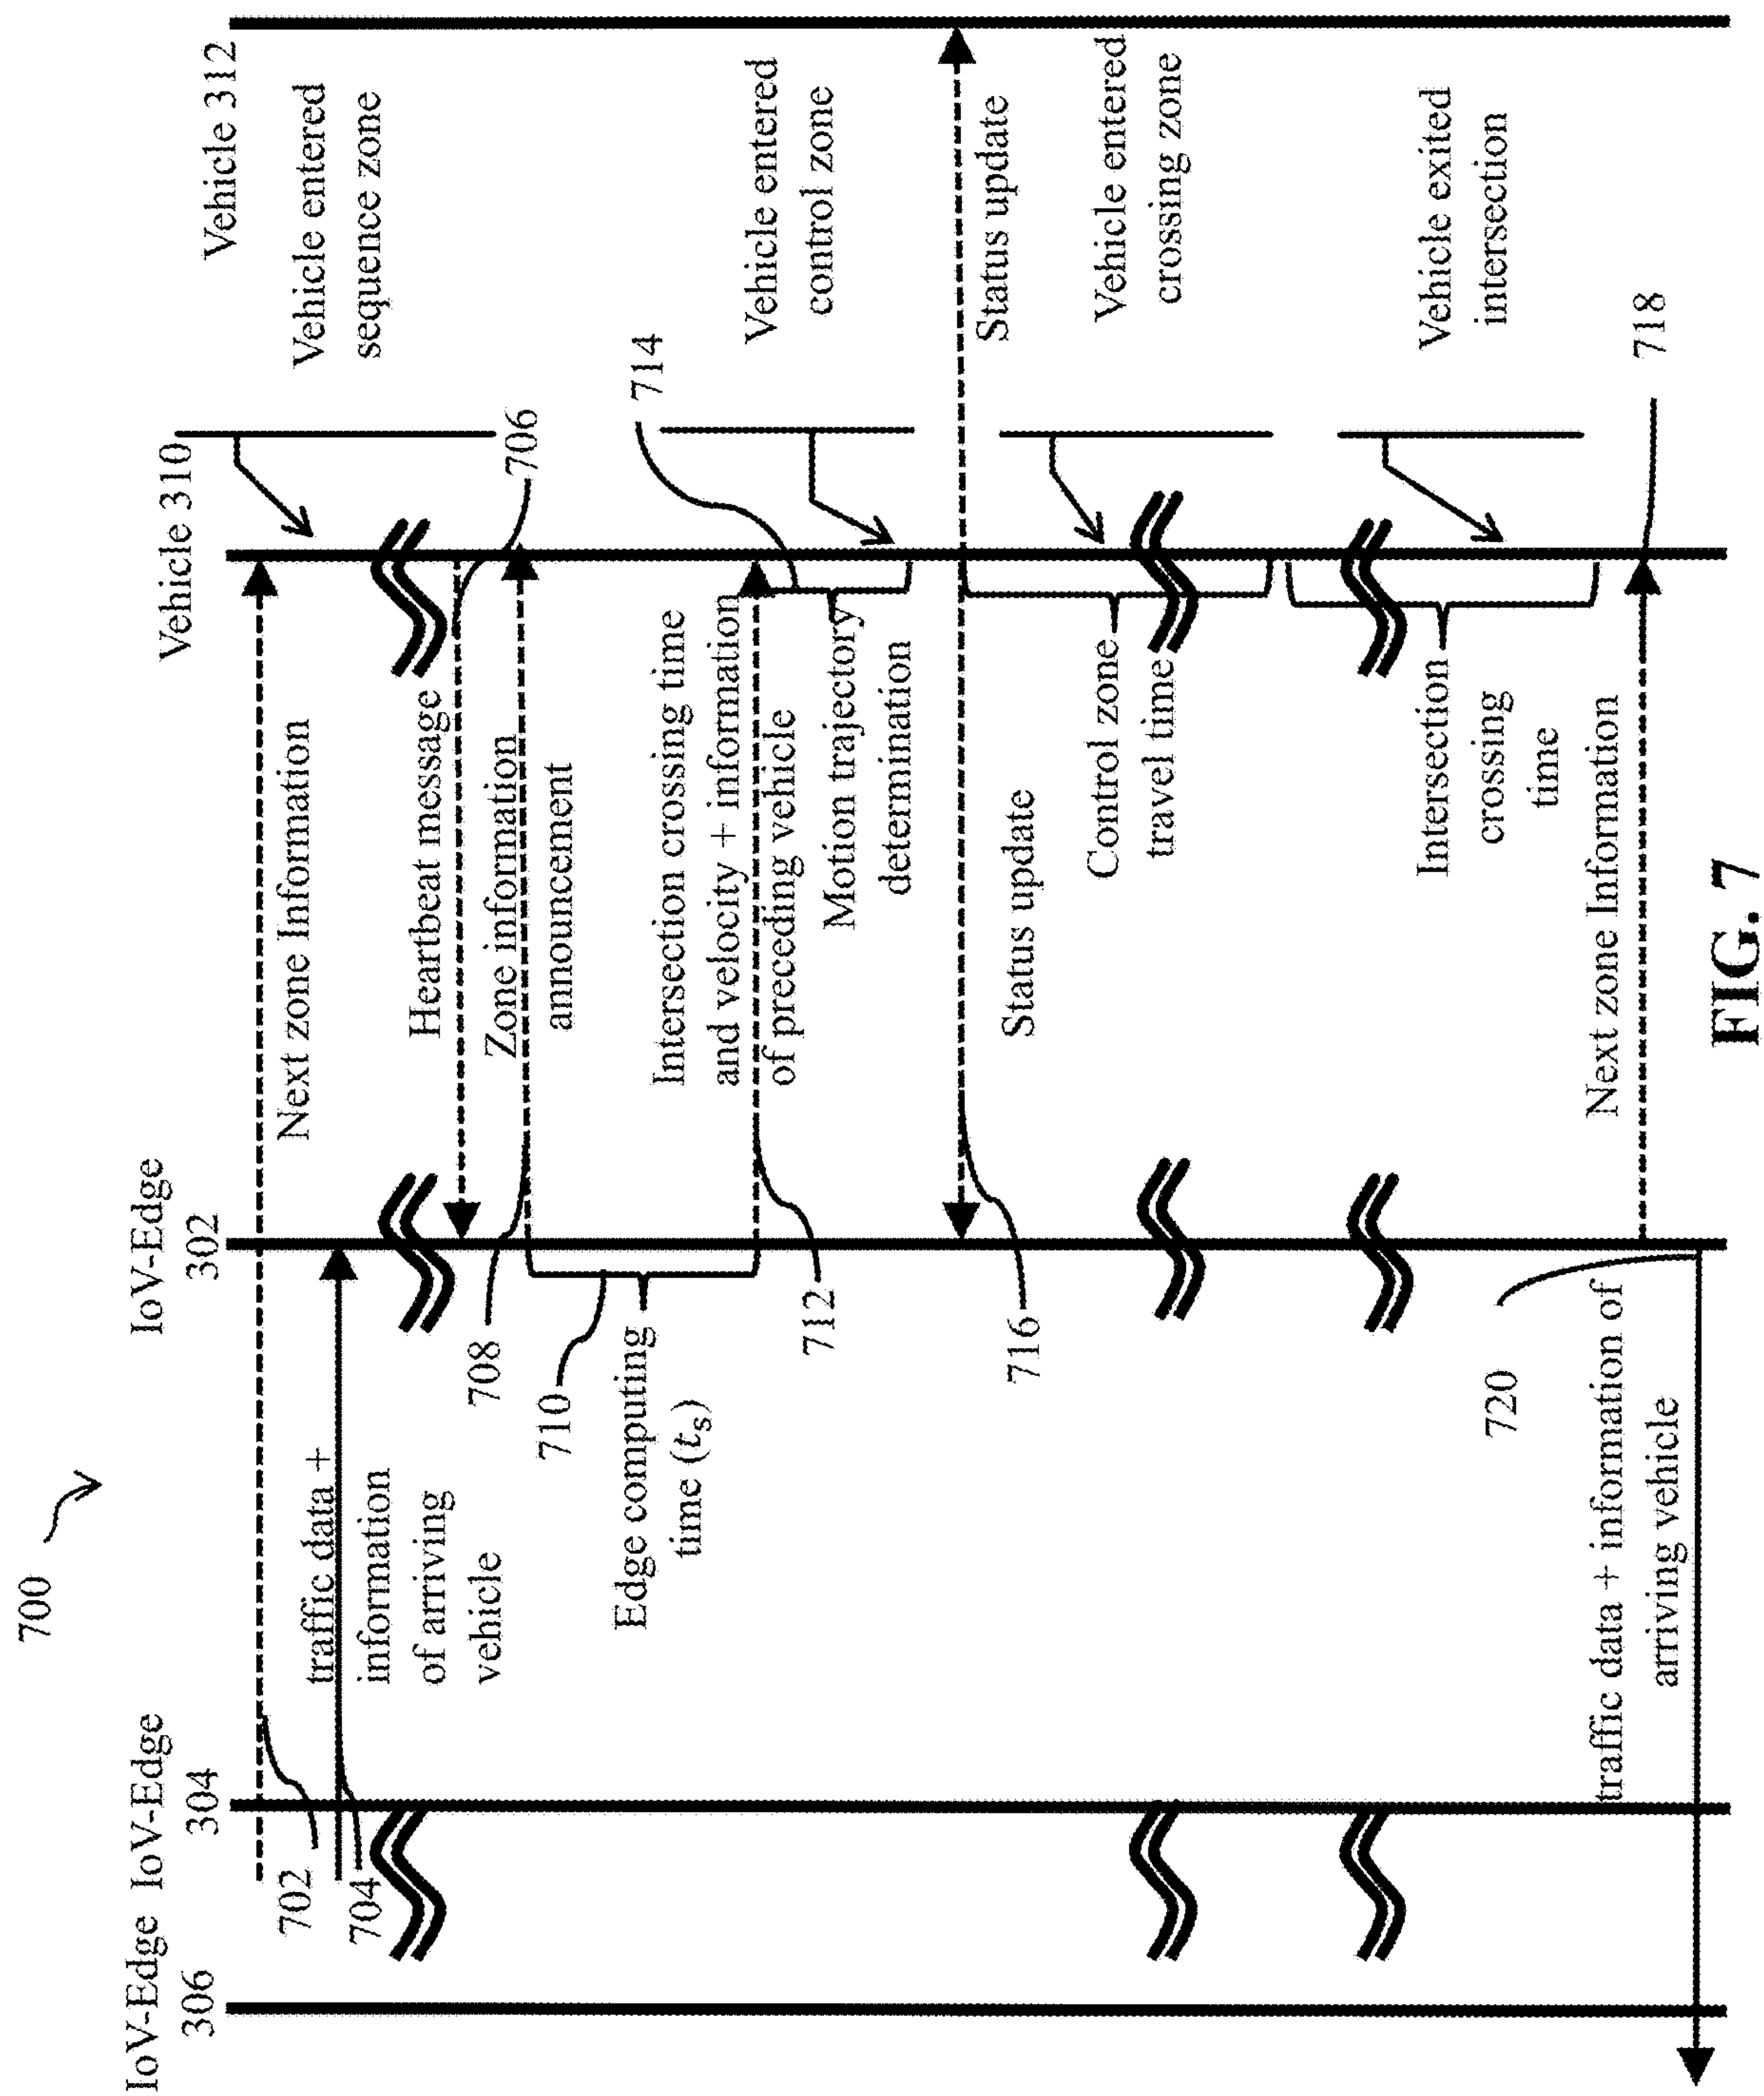 700
IoV-Edge
306
IoV-Edge
304
IoV-Edge
302
Vehicle 310
Vehicle 312
702
Next zone Information
Vehicle entered
sequence zone
704
traffic data +
information
of arriving
vehicle
Heartbeat message
706
708
Zone information
announcement
710
Edge computing
time (tₛ)
Intersection crossing time
and velocity + information
of preceding vehicle
712
714
Motion trajectory
determination
Vehicle entered
control zone
716
Status update
Status update
Control zone
travel time
Vehicle entered
crossing zone
Intersection
crossing
time
Vehicle exited
intersection
Next zone Information
718
720
traffic data + information of
arriving vehicle
FIG. 7